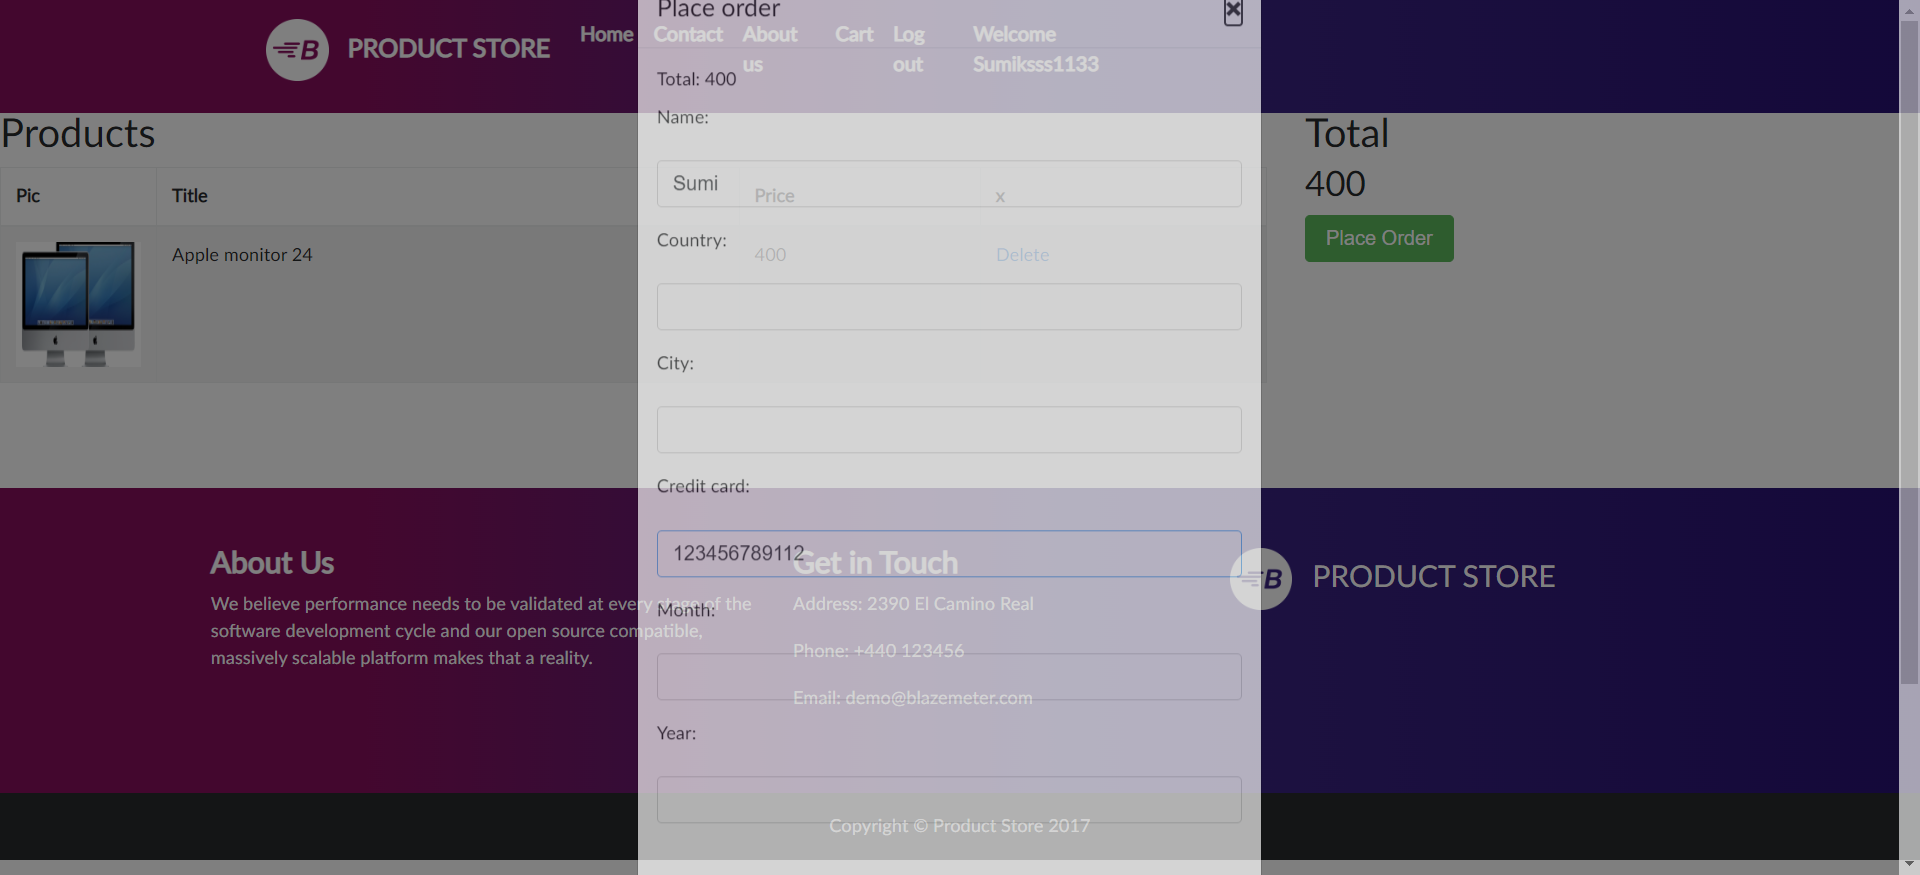 Place order
×
B PRODUCT STORE
Home
Contact
About
us
Cart
Log
out
Welcome
Sumiksss1133
Total: 400
Name:
Sumi
Country:
City:
Credit card:
123456789112
Month:
Year:
Products
Pic Title Price x
Apple monitor 24 400 Delete
Total
400
Place Order
About Us
We believe performance needs to be validated at every stage of the
software development cycle and our open source compatible,
massively scalable platform makes that a reality.
Get in Touch
Address: 2390 El Camino Real
Phone: +440 123456
Email: demo@blazemeter.com
B PRODUCT STORE
Copyright © Product Store 2017